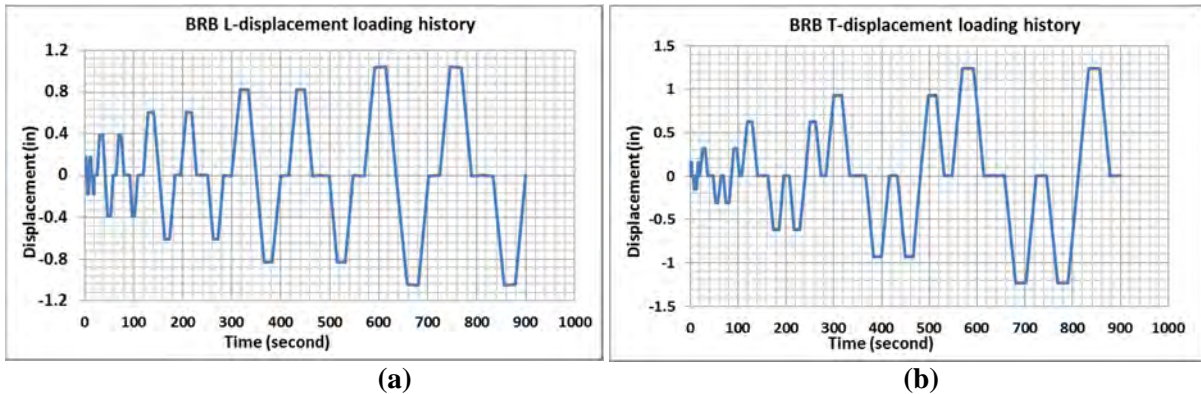 BRB L-displacement loading history
Displacement (in)
1.2
0.8
0.4
0
-0.4
-0.8
-1.2
0 100 200 300 400 500 600 700 800 900 1000
Time (second)
(a)
BRB T-displacement loading history
Displacement (in)
1.5
1
0.5
0
-0.5
-1
-1.5
0 100 200 300 400 500 600 700 800 900 1000
Time (second)
(b)